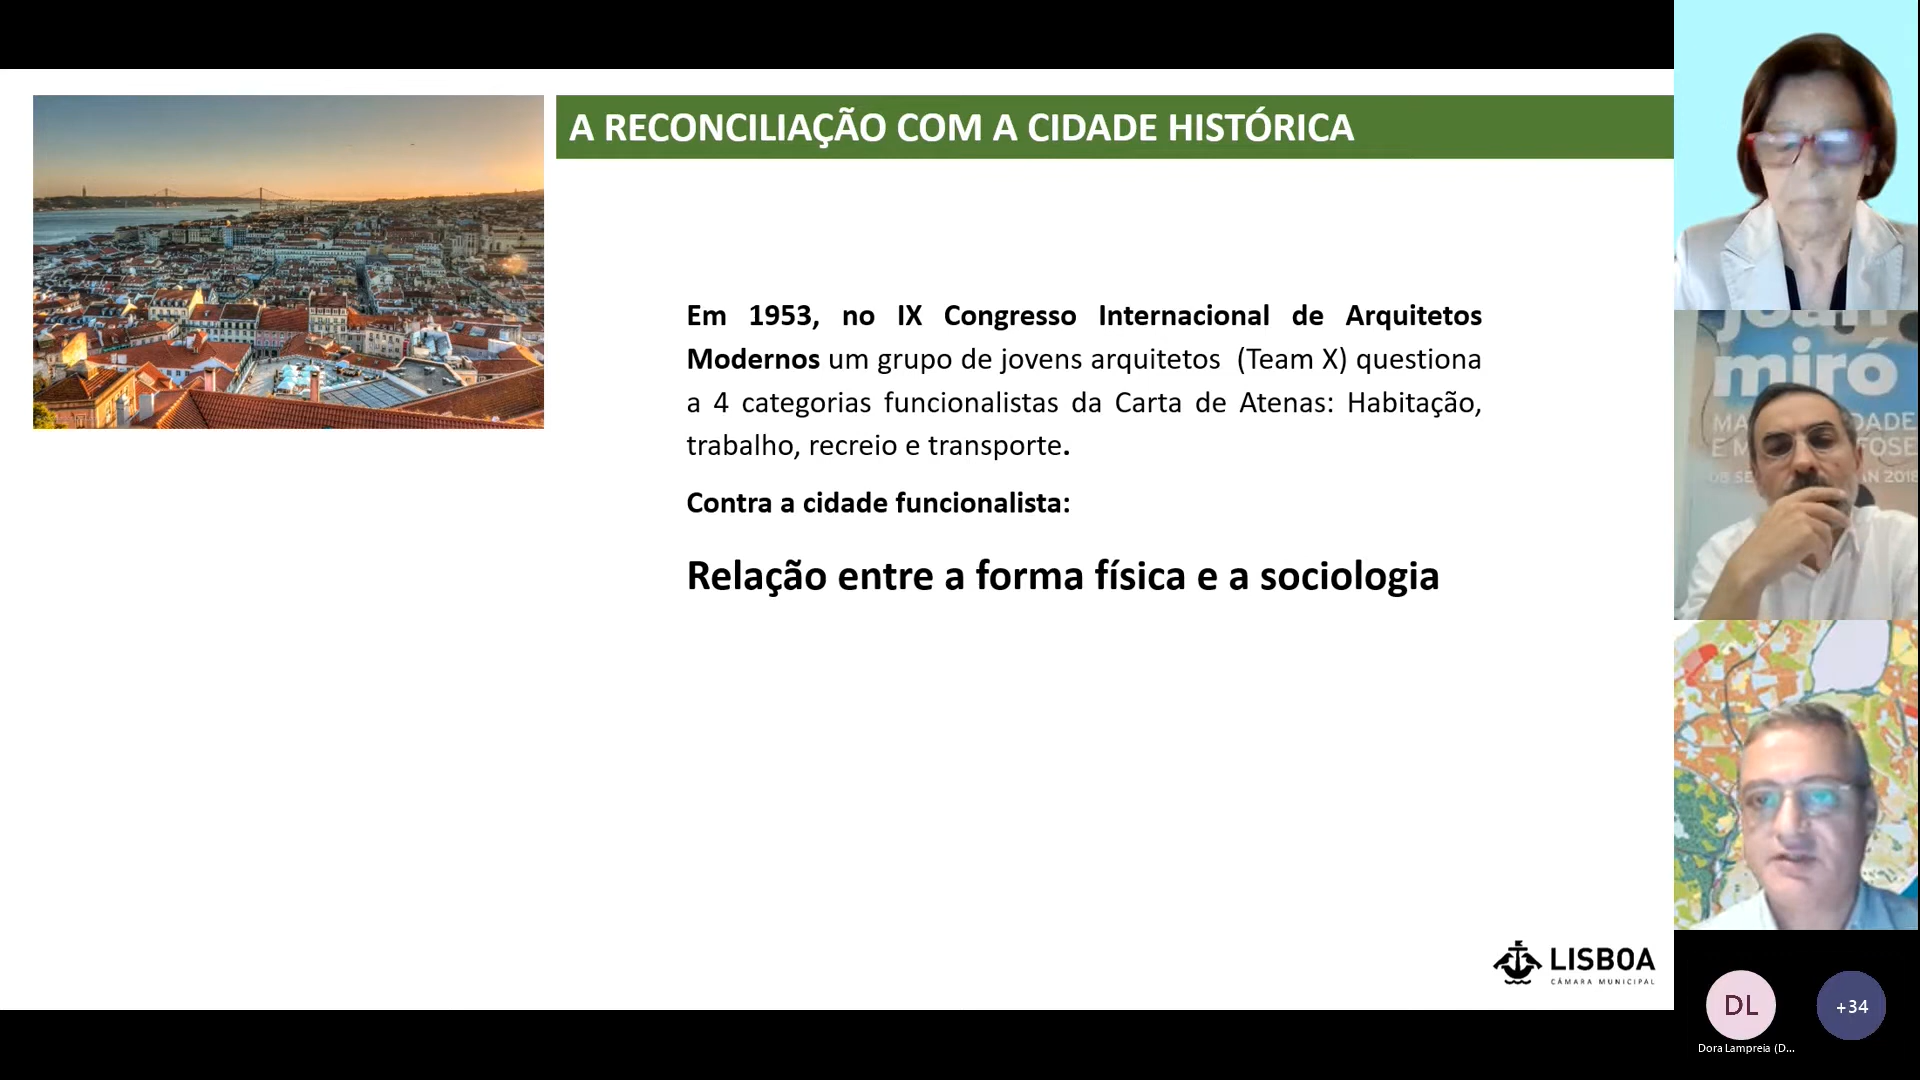 A RECONCILIAÇÃO COM A CIDADE HISTÓRICA
Em 1953, no IX Congresso Internacional de Arquitetos
Modernos um grupo de jovens arquitetos (Team X) questiona
a 4 categorias funcionalistas da Carta de Atenas: Habitação,
trabalho, recreio e transporte.
Contra a cidade funcionalista:
Relação entre a forma física e a sociologia
LISBOA
CÂMARA MUNICIPAL
joan
miró
DL
+34
Dora Lampreia (D...